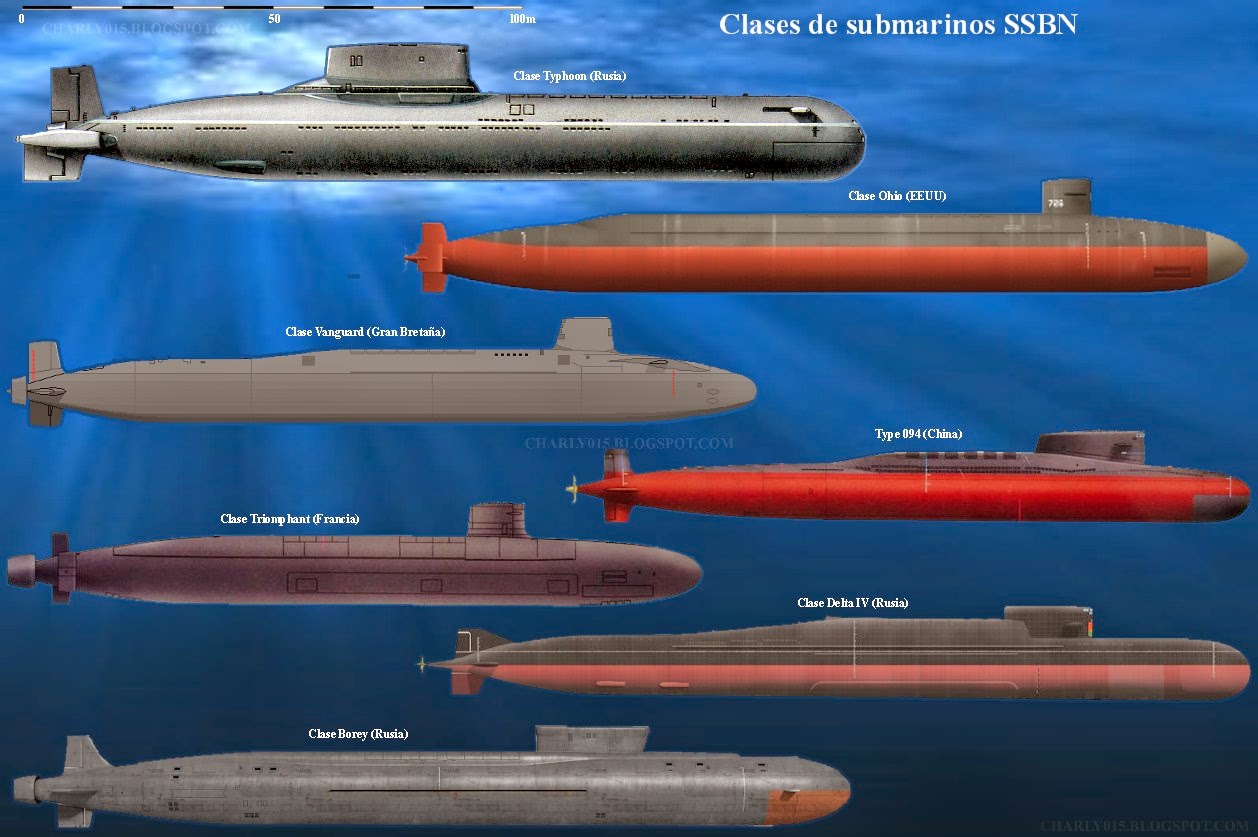 0
50
100m
CHARLY015.BLOGSPOT.COM
Clases de submarinos SSBN
Clase Typhoon (Rusia)
Clase Ohio (EEUU)
726
Clase Vanguard (Gran Bretaña)
Type 094 (China)
CHARLY015.BLOGSPOT.COM
Clase Triomphant (Francia)
Clase Delta IV (Rusia)
Clase Borey (Rusia)
CHARLY015.BLOGSPOT.COM